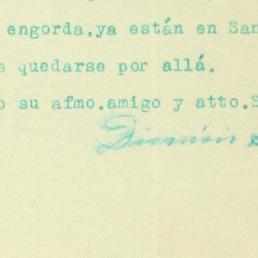 engorda,ya están en San
quedarse por allá.
su afmo.amigo y atto.S